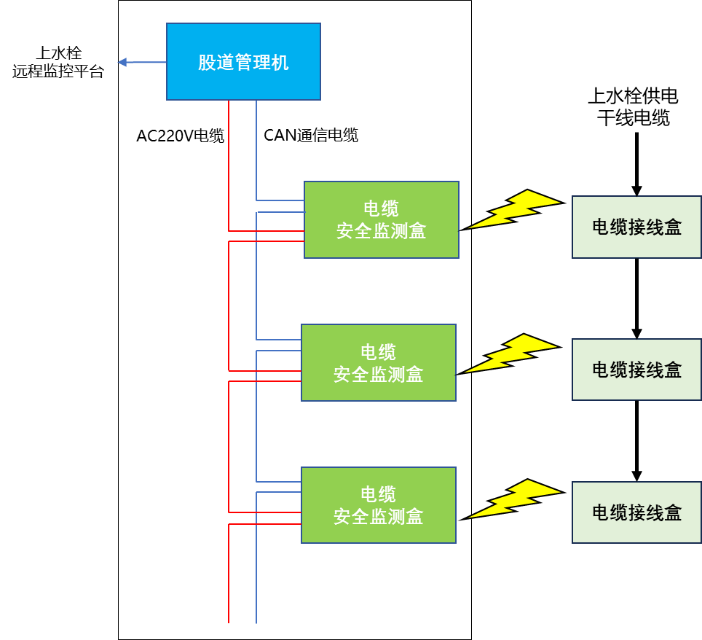 上水栓
远程监控平台
股道管理机
AC220V电缆
CAN通信电缆
上水栓供电
干线电缆
电缆
安全监测盒
电缆接线盒
电缆
安全监测盒
电缆接线盒
电缆
安全监测盒
电缆接线盒